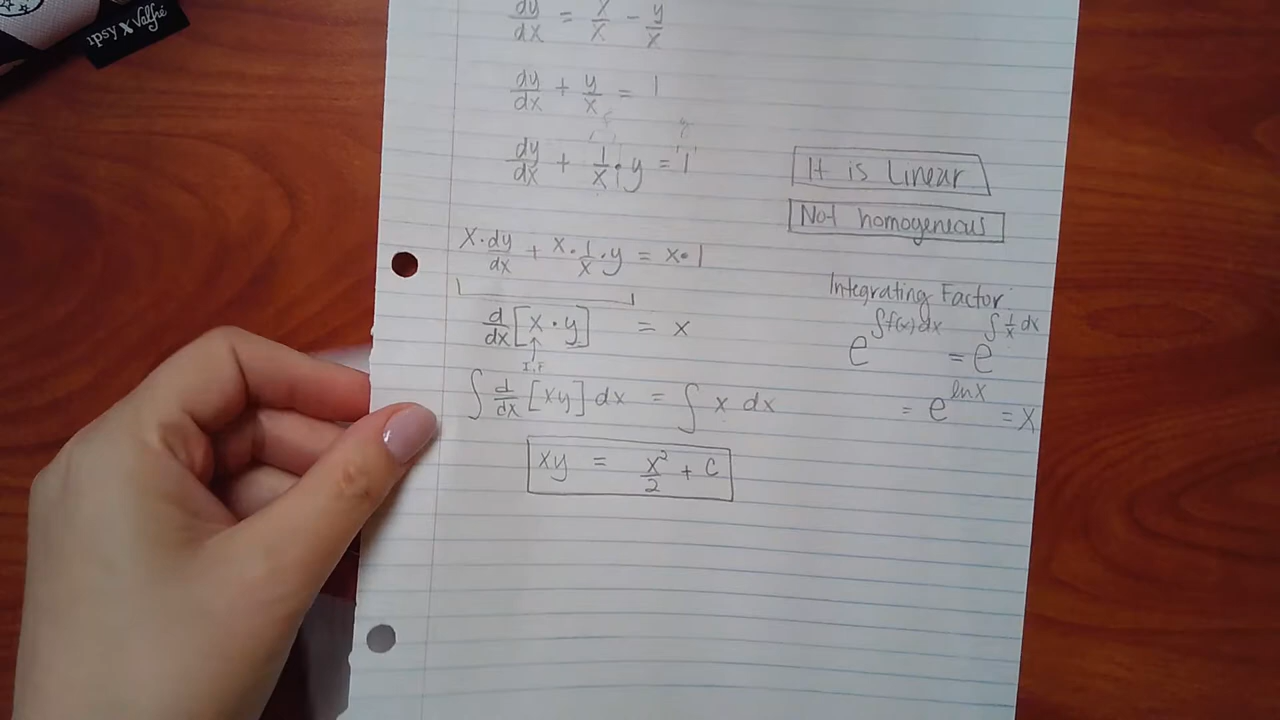 ipsy x Valfré
dy/dx = x/x - y/x
dy/dx + y/x = 1
dy/dx + 1/x · y = 1
It is Linear
Not homogeneous
x · dy/dx + x · 1/x · y = x · 1
Integrating Factor:
d/dx [x · y] = x
e^∫f(x)dx = e^∫1/x dx
I.F
∫ d/dx [xy] dx = ∫ x dx
= e^lnx = x
xy = x²/2 + C